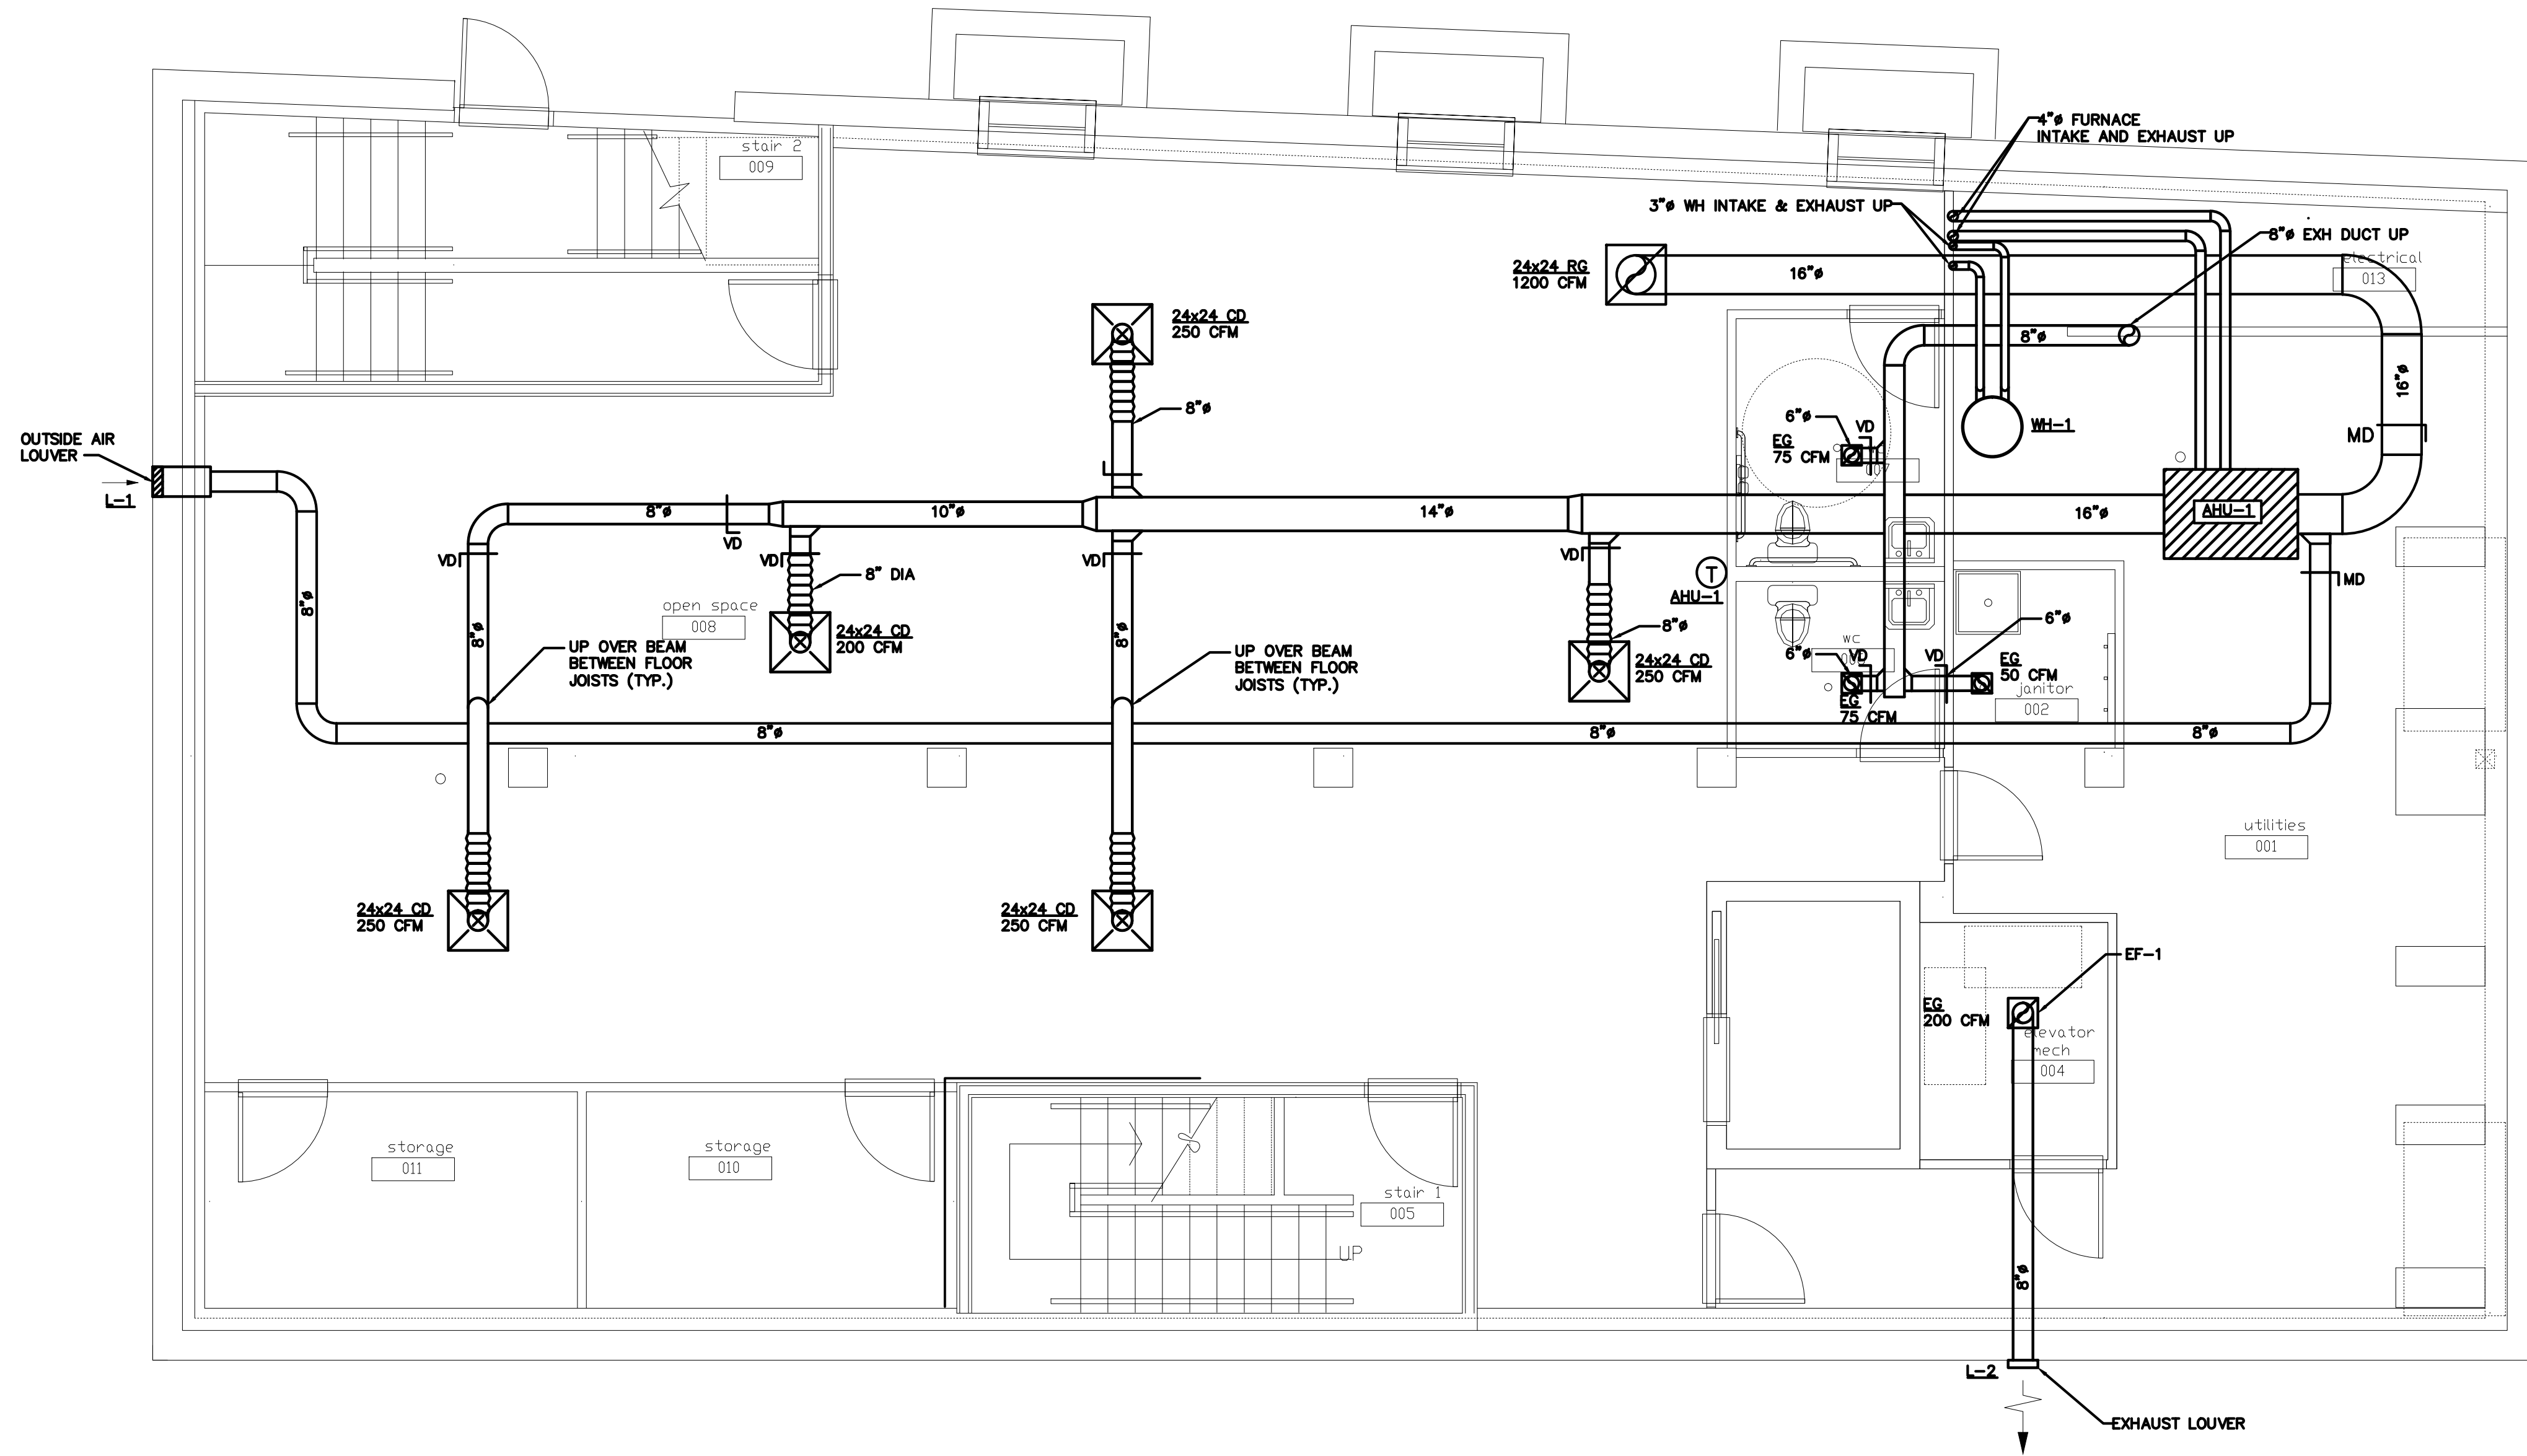 4"ø FURNACE
INTAKE AND EXHAUST UP
stair 2
009
3"ø WH INTAKE & EXHAUST UP
8"ø EXH DUCT UP
electrical
013
24x24 RG
1200 CFM
16"ø
24x24 CD
250 CFM
8"ø
8"ø
16"ø
6"ø
VD
EG
75 CFM
WH-1
MD
OUTSIDE AIR
LOUVER
L-1
8"ø
VD
10"ø
14"ø
16"ø
AHU-1
VD
VD
VD
VD
8" DIA
T
AHU-1
MD
8"ø
8"ø
open space
008
24x24 CD
200 CFM
8"ø
8"ø
6"ø
UP OVER BEAM
BETWEEN FLOOR
JOISTS (TYP.)
UP OVER BEAM
BETWEEN FLOOR
JOISTS (TYP.)
24x24 CD
250 CFM
wc
6"ø
VD
VD
EG
50 CFM
janitor
002
EG
75 CFM
8"ø
8"ø
8"ø
utilities
001
24x24 CD
250 CFM
24x24 CD
250 CFM
EF-1
EG
200 CFM
elevator
mech
004
storage
011
storage
010
stair 1
005
UP
8"ø
L-2
EXHAUST LOUVER